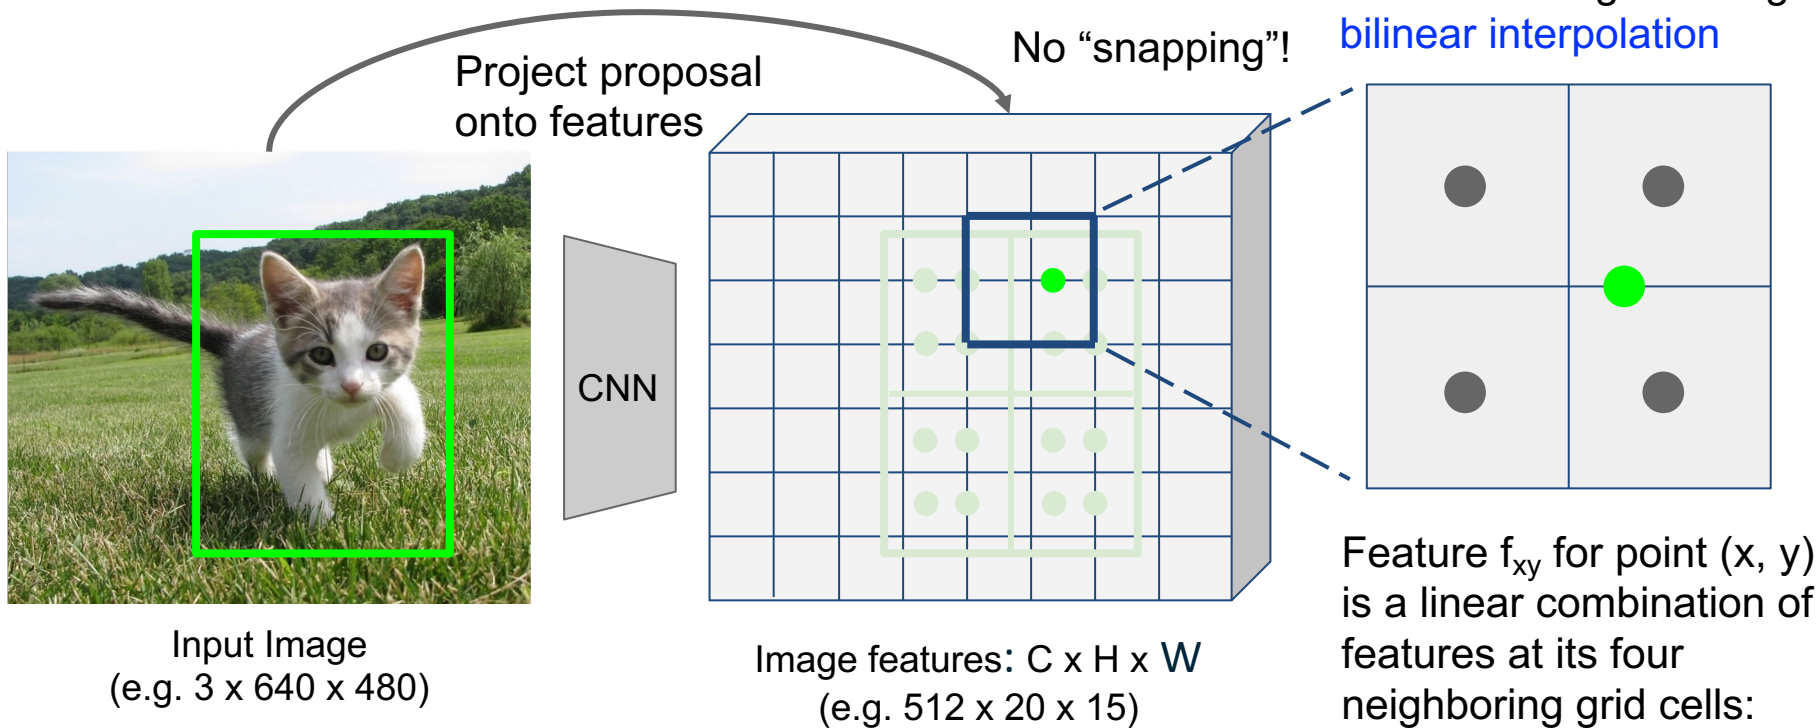 No “snapping”!
bilinear interpolation
Project proposal
onto features
CNN
Input Image
(e.g. 3 x 640 x 480)
Image features: C x H x W
(e.g. 512 x 20 x 15)
Feature fxy for point (x, y)
is a linear combination of
features at its four
neighboring grid cells: